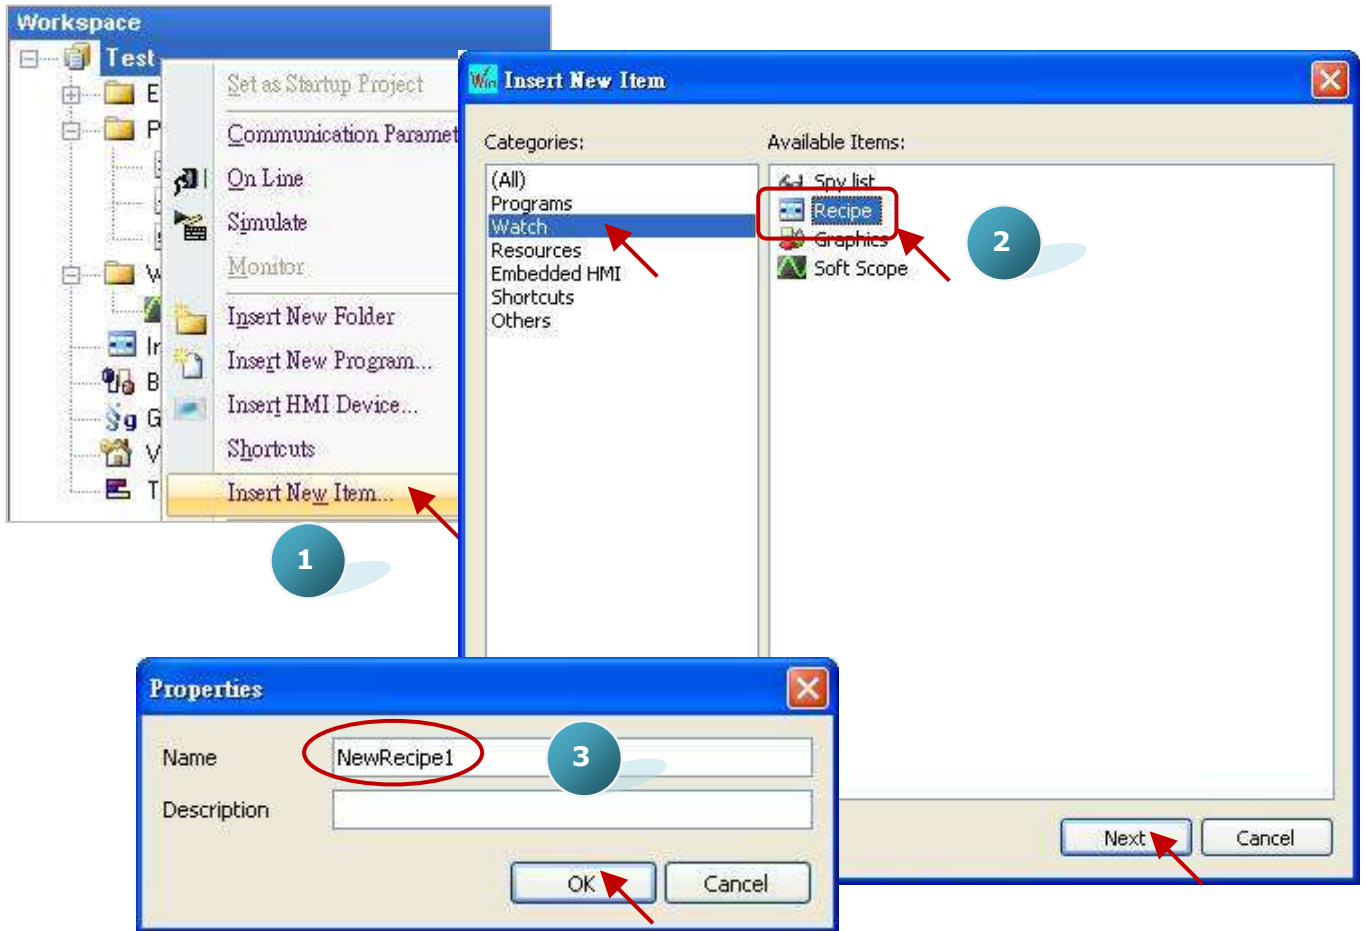 Workspace
Test
E
P
W
In
B
g G
V
T
Set as Startup Project
Communication Paramet
On Line
Simulate
Monitor
Insert New Folder
Insert New Program...
Insert HMI Device...
Shortcuts
Insert New Item...
1
Win Insert New Item
Categories:
(All)
Programs
Watch
Resources
Embedded HMI
Shortcuts
Others
Available Items:
Spy list
Recipe
Graphics
Soft Scope
2
Next
Cancel
Properties
Name
NewRecipe1
3
Description
OK
Cancel